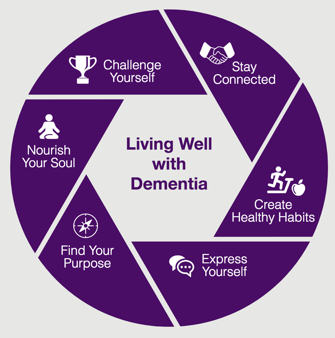 Challenge
Yourself
Stay
Connected
Nourish
Your Soul
Living Well
with
Dementia
Create
Healthy Habits
Find Your
Purpose
Express
Yourself